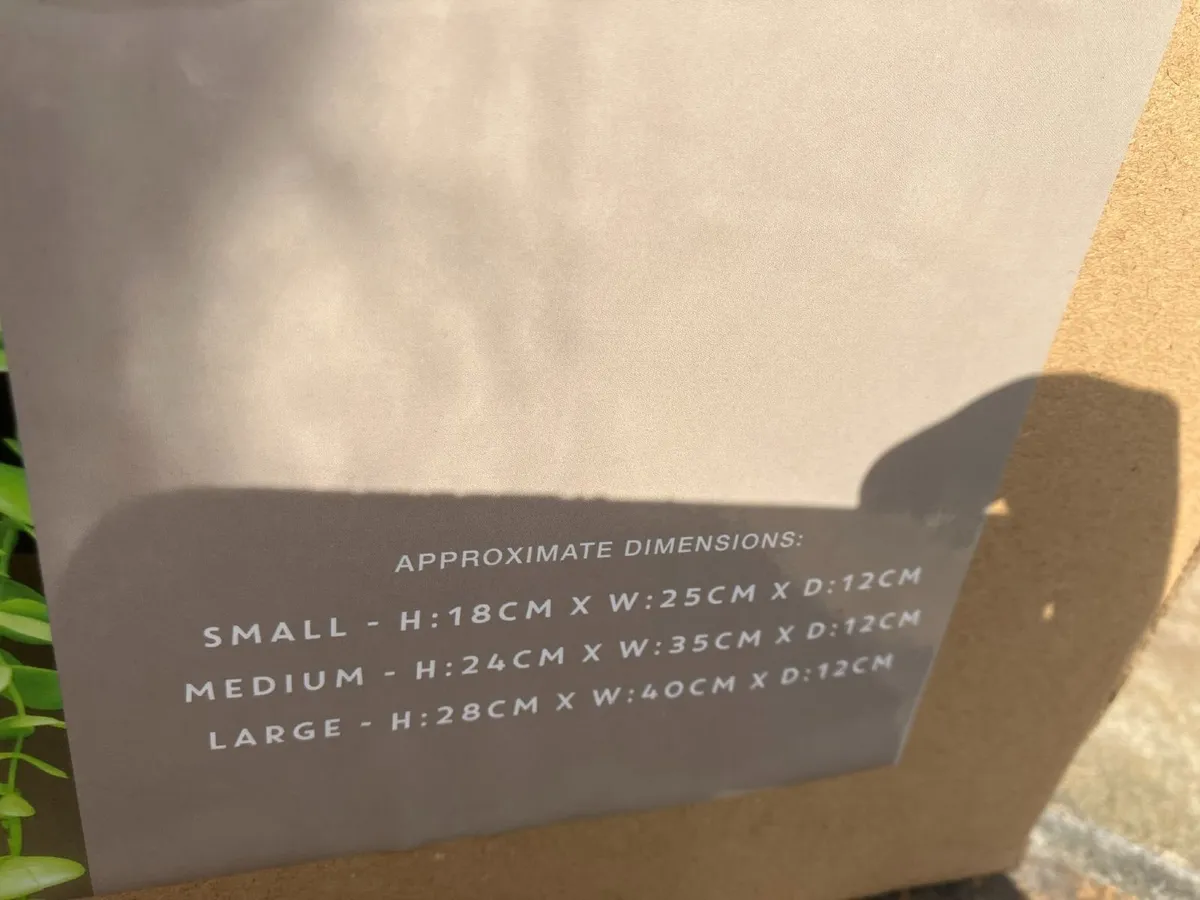 APPROXIMATE DIMENSIONS:
SMALL - H:18CM X W:25CM X D:12CM
MEDIUM - H:24CM X W:35CM X D:12CM
LARGE - H:28CM X W:40CM X D:12CM